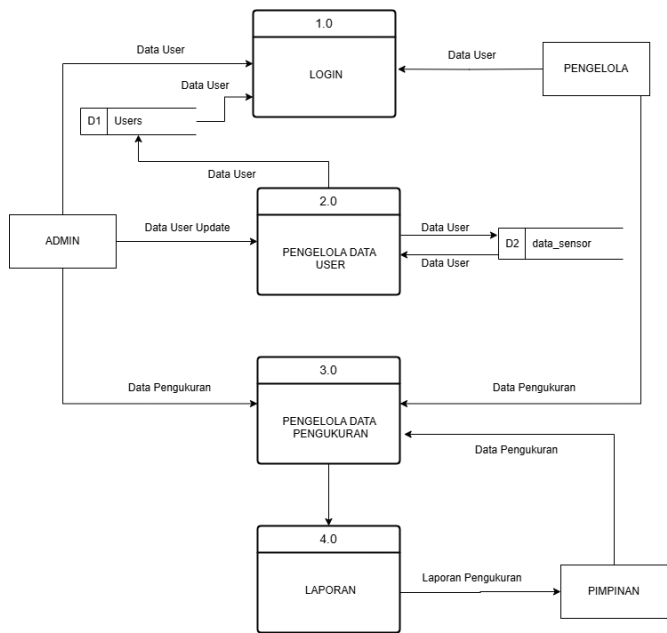 1.0
LOGIN
Data User
Data User
Data User
PENGELOLA
D1 Users
Data User
2.0
PENGELOLA DATA
USER
ADMIN
Data User Update
Data User
Data User
D2 data_sensor
3.0
PENGELOLA DATA
PENGUKURAN
Data Pengukuran
Data Pengukuran
Data Pengukuran
4.0
LAPORAN
Laporan Pengukuran
PIMPINAN